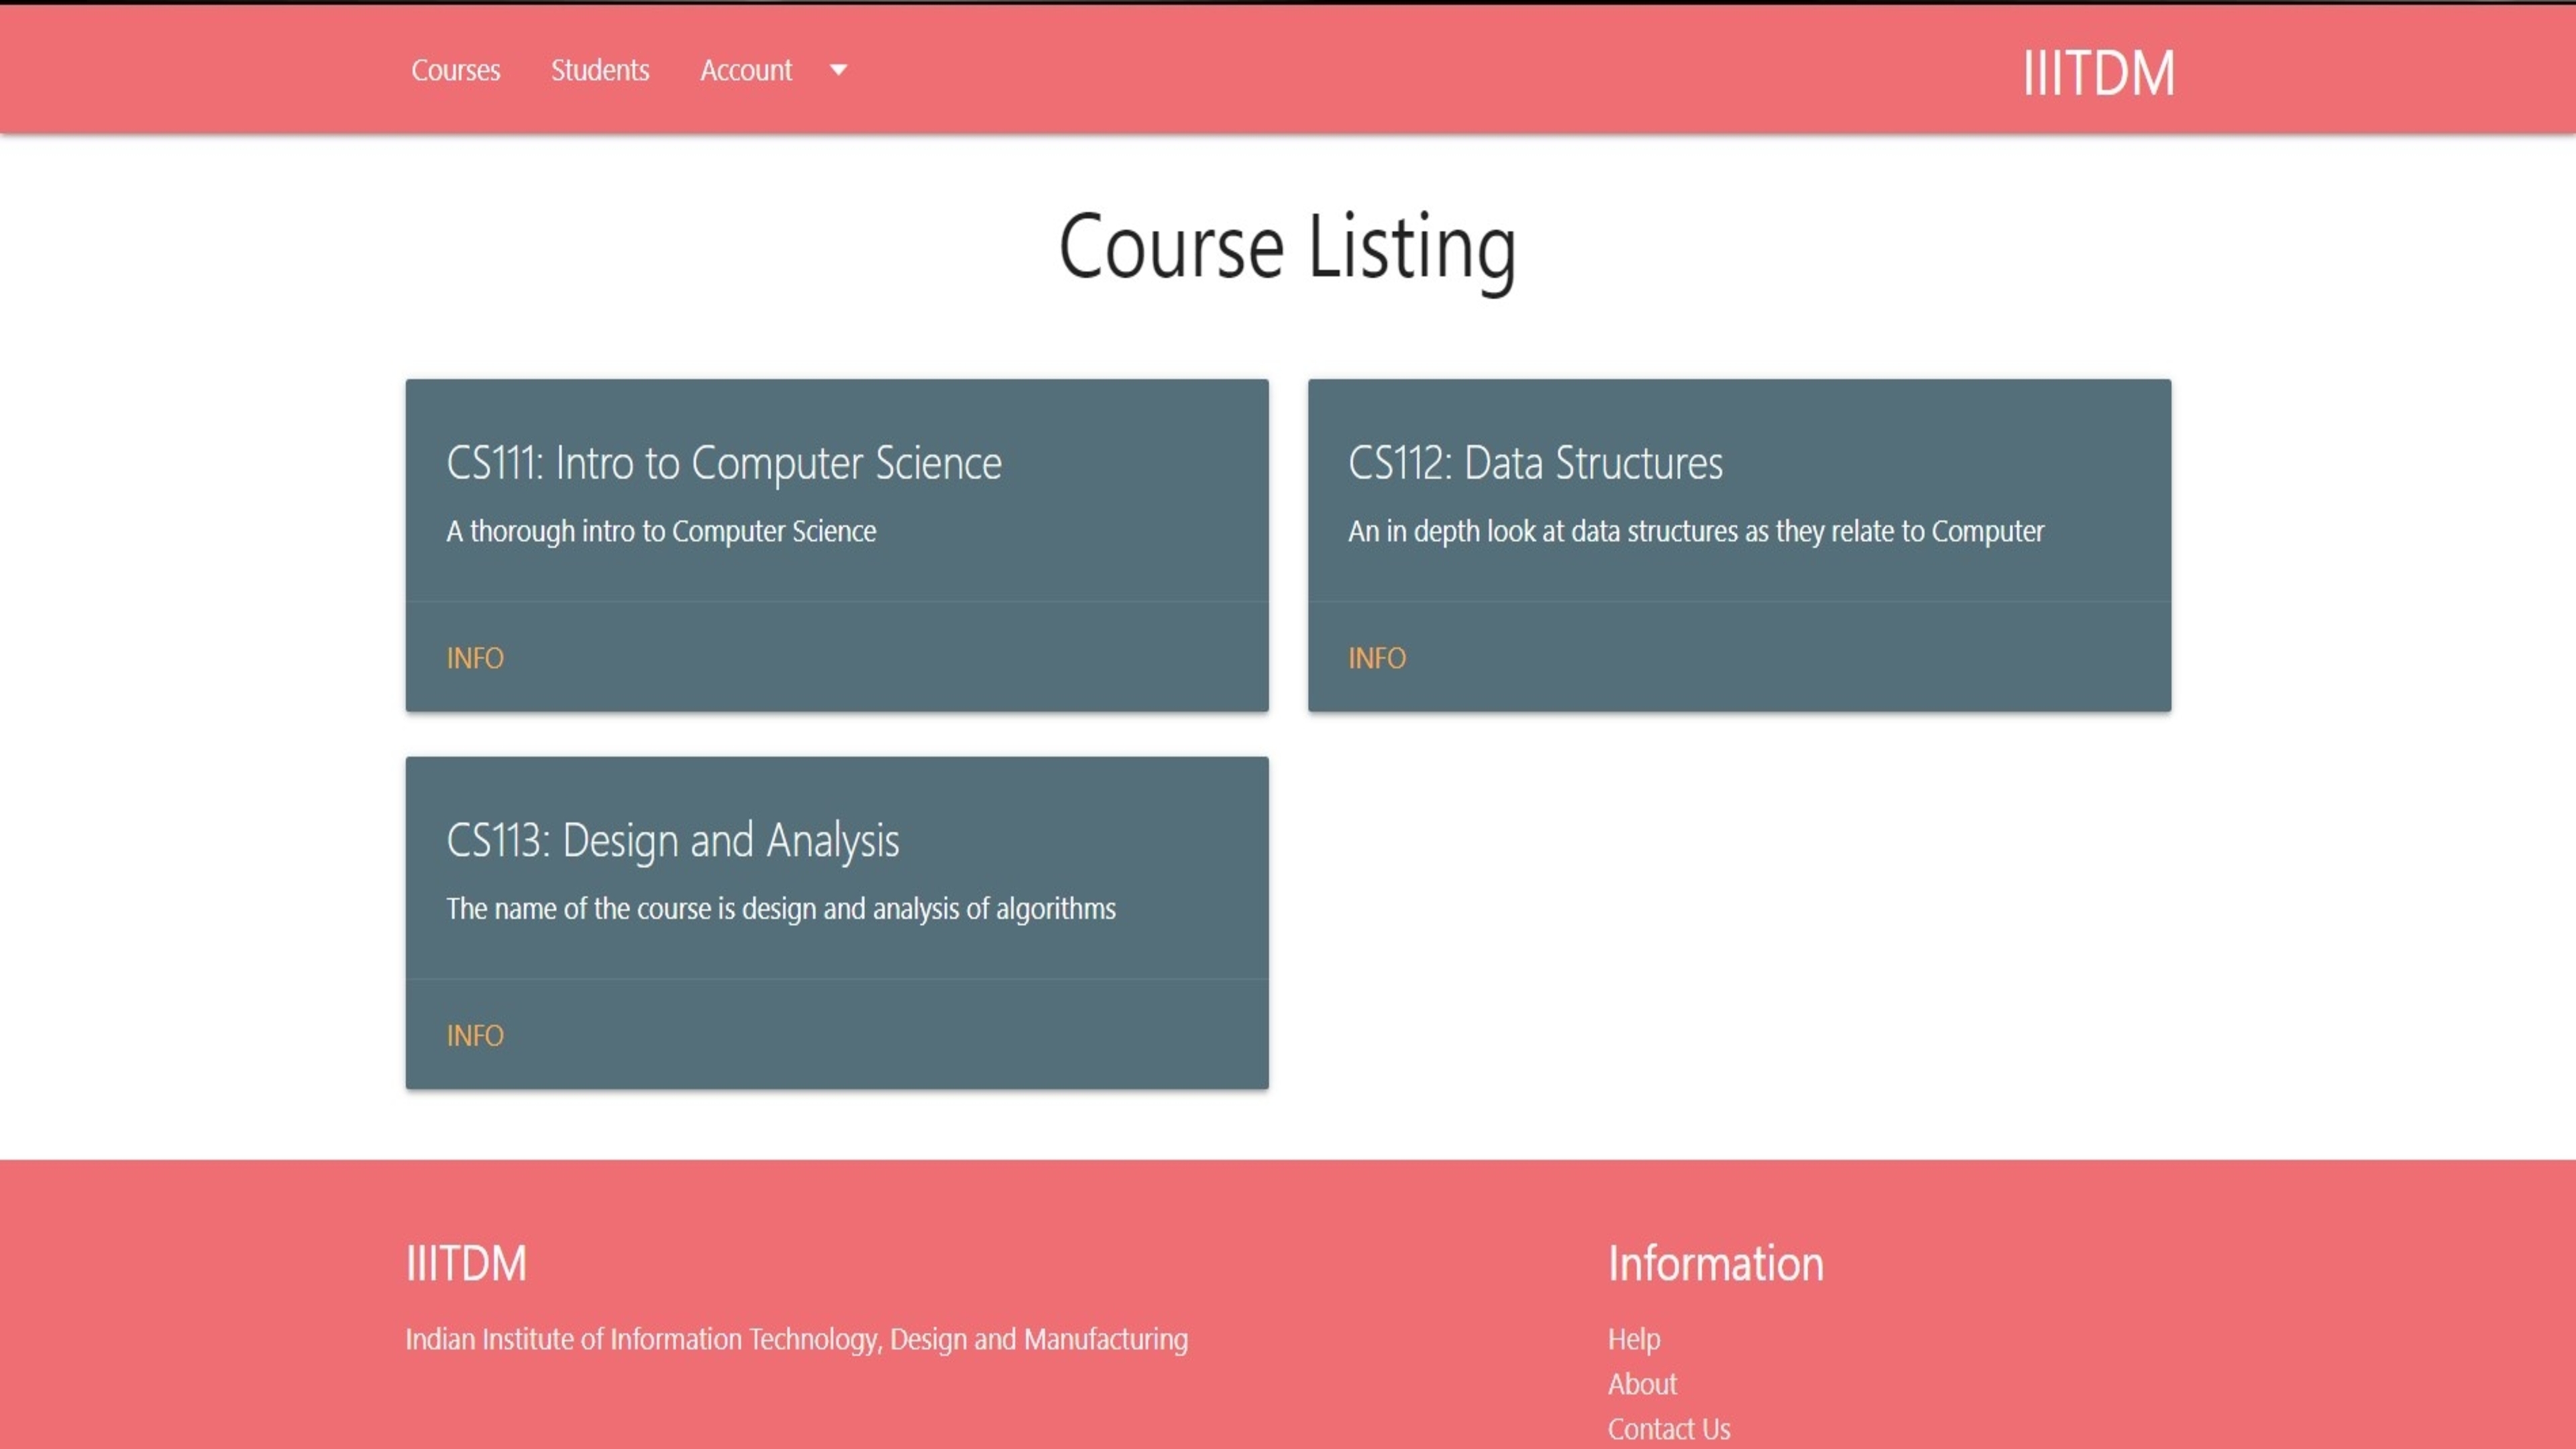 Courses Students Account IIITDM
Course Listing
CS111: Intro to Computer Science
A thorough intro to Computer Science
INFO
CS112: Data Structures
An in depth look at data structures as they relate to Computer
INFO
CS113: Design and Analysis
The name of the course is design and analysis of algorithms
INFO
IIITDM
Indian Institute of Information Technology, Design and Manufacturing
Information
Help
About
Contact Us